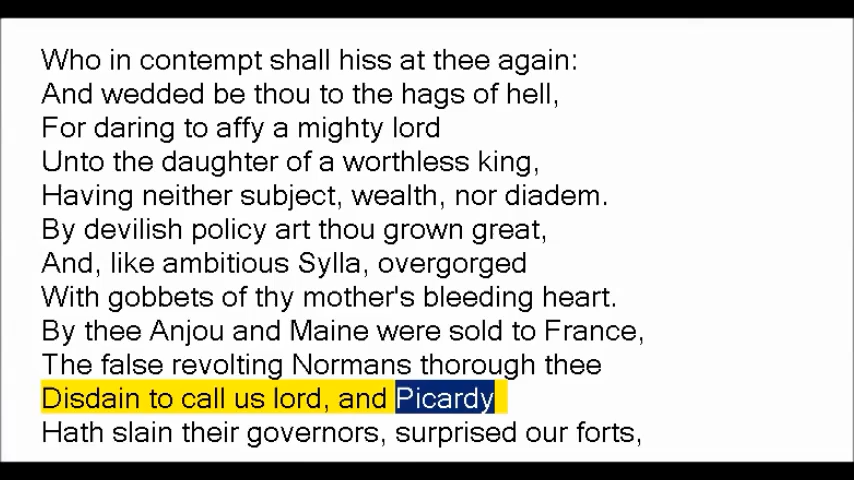 Who in contempt shall hiss at thee again:
And wedded be thou to the hags of hell,
For daring to affy a mighty lord
Unto the daughter of a worthless king,
Having neither subject, wealth, nor diadem.
By devilish policy art thou grown great,
And, like ambitious Sylla, overgorged
With gobbets of thy mother's bleeding heart.
By thee Anjou and Maine were sold to France,
The false revolting Normans thorough thee
Disdain to call us lord, and Picardy
Hath slain their governors, surprised our forts,